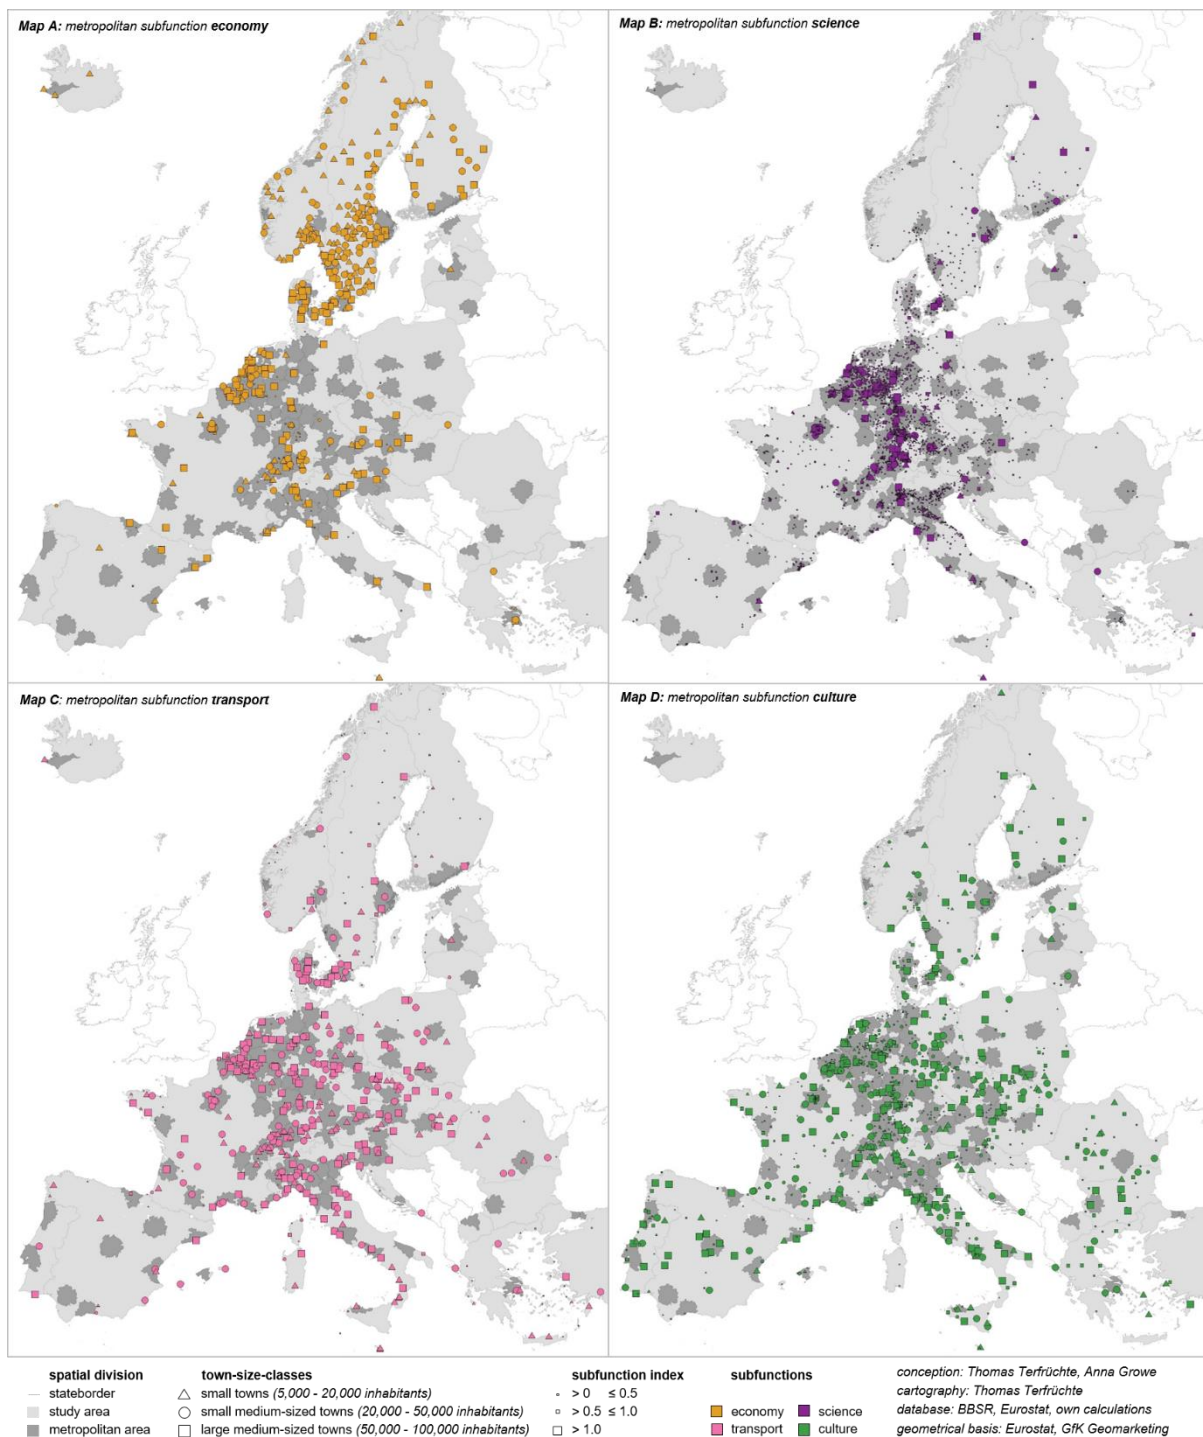 Map A: metropolitan subfunction economy
Map B: metropolitan subfunction science
Map C: metropolitan subfunction transport
Map D: metropolitan subfunction culture
spatial division
stateborder
study area
metropolitan area
town-size-classes
small towns (5,000 - 20,000 inhabitants)
small medium-sized towns (20,000 - 50,000 inhabitants)
large medium-sized towns (50,000 - 100,000 inhabitants)
subfunction index
> 0 ≤ 0.5
> 0.5 ≤ 1.0
> 1.0
subfunctions
economy science
transport culture
conception: Thomas Terfrüchte, Anna Growe
cartography: Thomas Terfrüchte
database: BBSR, Eurostat, own calculations
geometrical basis: Eurostat, GfK Geomarketing